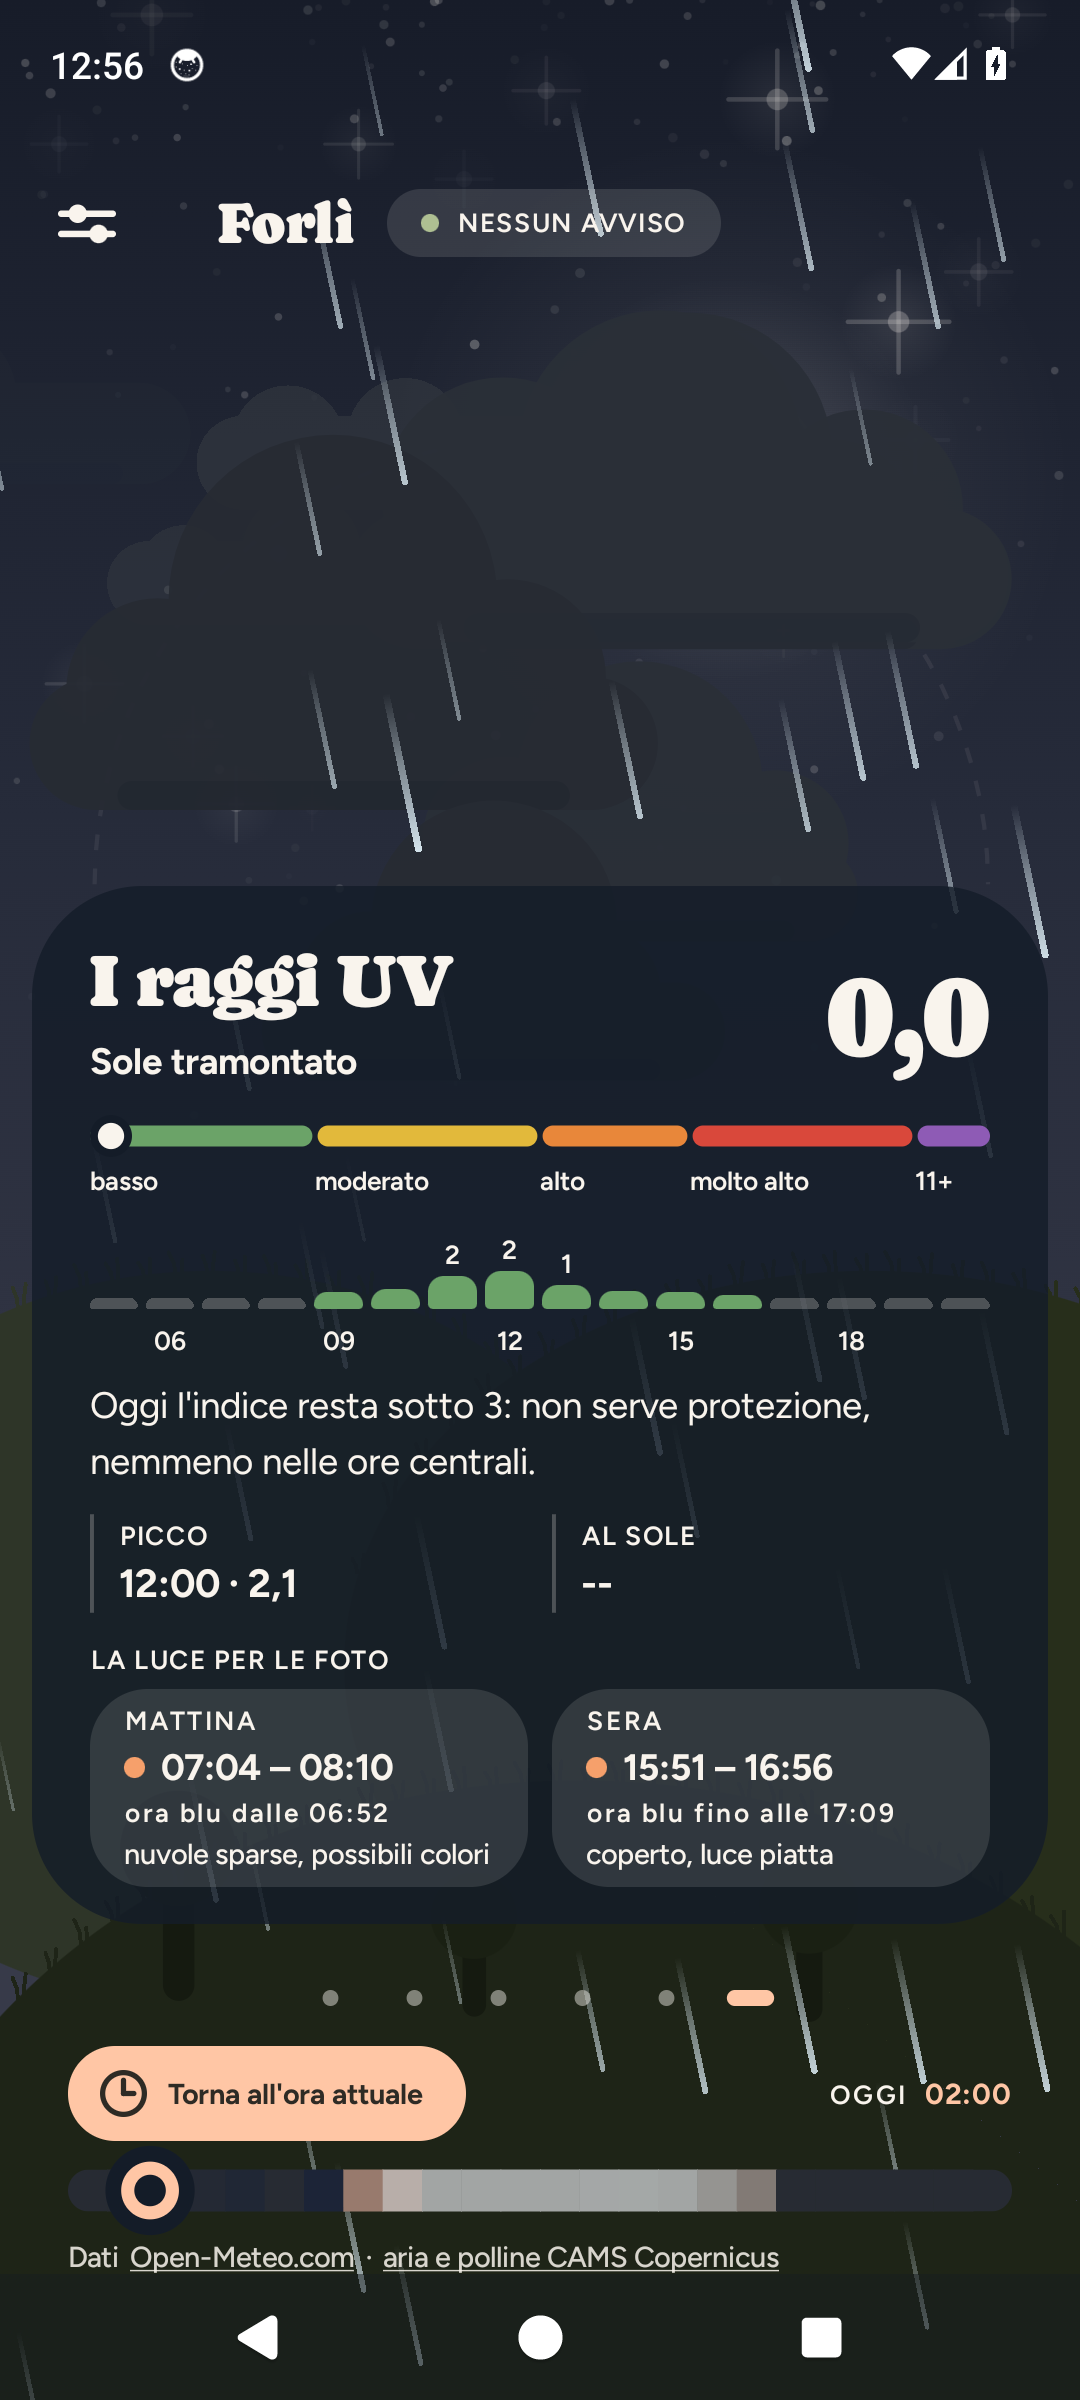 12:56
Forlì
NESSUN AVVISO
I raggi UV
0,0
Sole tramontato
basso moderato alto molto alto 11+
2 2 1
06 09 12 15 18
Oggi l'indice resta sotto 3: non serve protezione,
nemmeno nelle ore centrali.
PICCO
12:00 · 2,1
AL SOLE
--
LA LUCE PER LE FOTO
MATTINA
07:04 – 08:10
ora blu dalle 06:52
nuvole sparse, possibili colori
SERA
15:51 – 16:56
ora blu fino alle 17:09
coperto, luce piatta
Torna all'ora attuale
OGGI 02:00
Dati Open-Meteo.com · aria e polline CAMS Copernicus